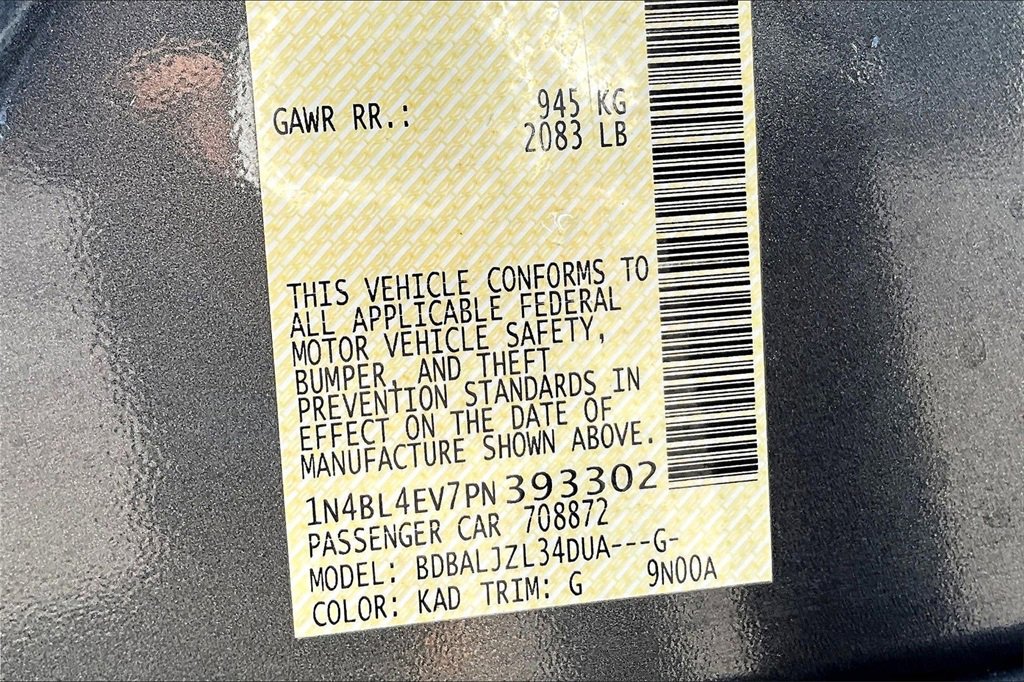 GAWR RR.: 945 KG
2083 LB
THIS VEHICLE CONFORMS TO
ALL APPLICABLE FEDERAL
MOTOR VEHICLE SAFETY,
BUMPER, AND THEFT
PREVENTION STANDARDS IN
EFFECT ON THE DATE OF
MANUFACTURE SHOWN ABOVE.
1N4BL4EV7PN393302
PASSENGER CAR 708872
MODEL: BDBALJZL34DUA---G-
COLOR: KAD TRIM: G 9N00A